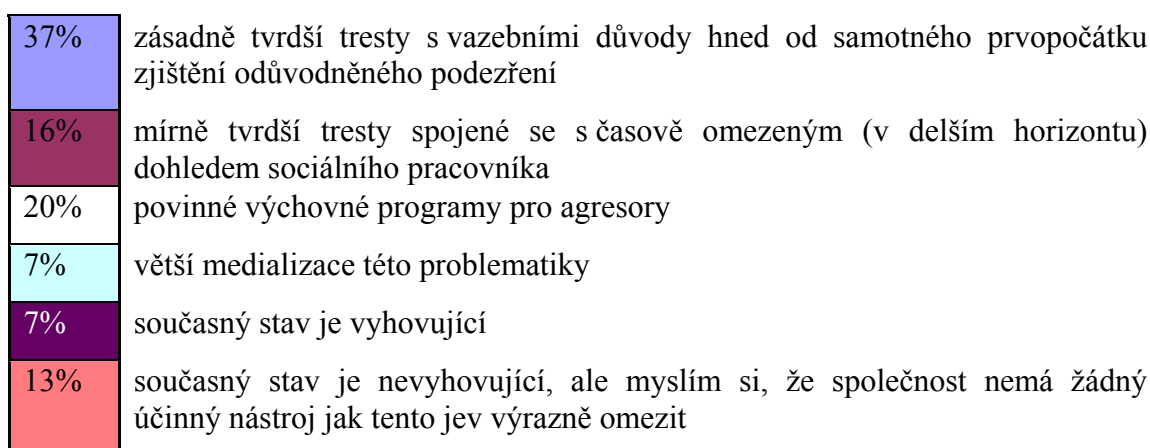 37% zásadně tvrdší tresty s vazebními důvody hned od samotného prvopočátku
zjištění odůvodněného podezření
16% mírně tvrdší tresty spojené se s časově omezeným (v delším horizontu)
dohledem sociálního pracovníka
20% povinné výchovné programy pro agresory
7% větší medializace této problematiky
7% současný stav je vyhovující
13% současný stav je nevyhovující, ale myslím si, že společnost nemá žádný
účinný nástroj jak tento jev výrazně omezit